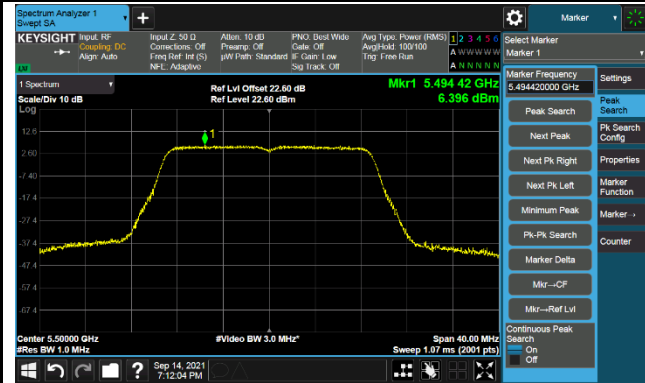 Spectrum Analyzer 1
Swept SA
Marker
KEYSIGHT
Input: RF
Coupling: DC
Align: Auto
Input Z: 50 Ω
Corrections: Off
Freq Ref: Int (S)
NFE: Adaptive
Atten: 10 dB
Preamp: Off
µW Path: Standard
PNO: Best Wide
Gate: Off
IF Gain: Low
Sig Track: Off
Avg Type: Power (RMS)
Avg|Hold: 100/100
Trig: Free Run
1 2 3 4 5 6
A W W W W W
A N N N N N
Select Marker
Marker 1
1 Spectrum
Scale/Div 10 dB
Log
Ref Lvl Offset 22.60 dB
Ref Level 22.60 dBm
Mkr1 5.494 42 GHz
6.396 dBm
1
12.6
2.60
-7.40
-17.4
-27.4
-37.4
-47.4
-57.4
-67.4
Center 5.50000 GHz
#Res BW 1.0 MHz
#Video BW 3.0 MHz*
Span 40.00 MHz
Sweep 1.07 ms (2001 pts)
Marker Frequency
5.494420000 GHz
Peak Search
Next Peak
Next Pk Right
Next Pk Left
Minimum Peak
Pk-Pk Search
Marker Delta
Mkr→CF
Mkr→Ref Lvl
Continuous Peak
Search
On
Off
Settings
Peak
Search
Pk Search
Config
Properties
Marker
Function
Marker→
Counter
?
Sep 14, 2021
7:12:04 PM